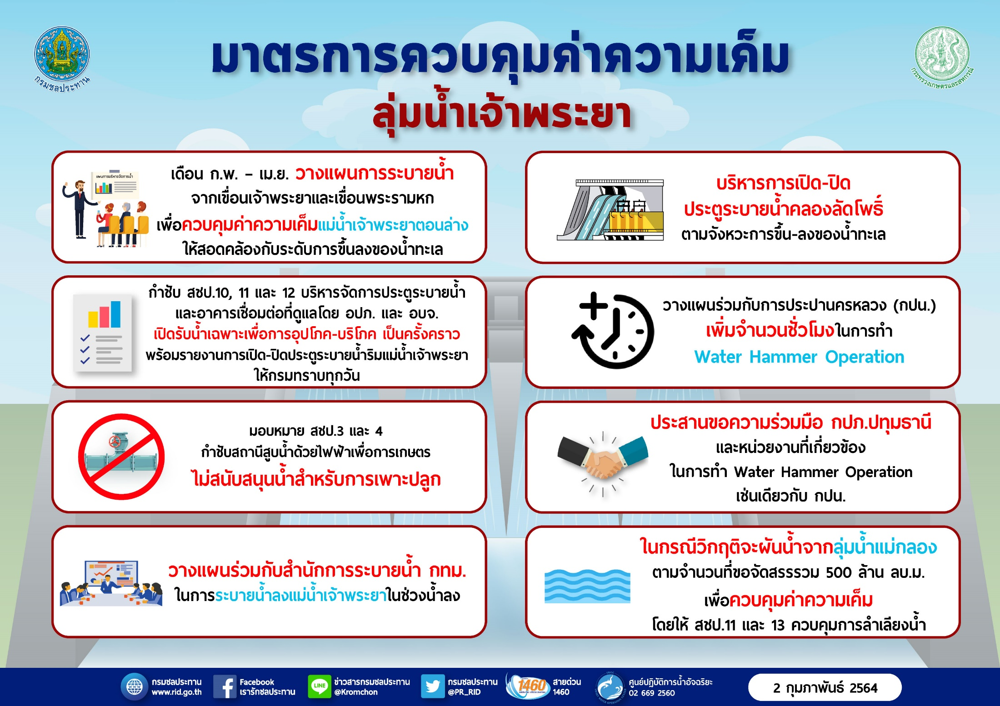 กรมชลประทาน
มาตรการควบคุมค่าความเค็ม
ลุ่มน้ำเจ้าพระยา
กระทรวงเกษตรและสหกรณ์
แผนการบริหารจัดการน้ำ
เดือน ก.พ. – เม.ย. วางแผนการระบายน้ำ
จากเขื่อนเจ้าพระยาและเขื่อนพระรามหก
เพื่อควบคุมค่าความเค็มแม่น้ำเจ้าพระยาตอนล่าง
ให้สอดคล้องกับระดับการขึ้นลงของน้ำทะเล
บริหารการเปิด-ปิด
ประตูระบายน้ำคลองลัดโพธิ์
ตามจังหวะการขึ้น-ลงของน้ำทะเล
กำชับ สชป.10, 11 และ 12 บริหารจัดการประตูระบายน้ำ
และอาคารเชื่อมต่อที่ดูแลโดย อปภ. และ อบจ.
เปิดรับน้ำเฉพาะเพื่อการอุปโภค-บริโภค เป็นครั้งคราว
พร้อมรายงานการเปิด-ปิดประตูระบายน้ำริมแม่น้ำเจ้าพระยา
ให้กรมทราบทุกวัน
วางแผนร่วมกับการประปานครหลวง (กปน.)
เพิ่มจำนวนชั่วโมงในการทำ
Water Hammer Operation
มอบหมาย สชป.3 และ 4
กำชับสถานีสูบน้ำด้วยไฟฟ้าเพื่อการเกษตร
ไม่สนับสนุนน้ำสำหรับการเพาะปลูก
ประสานขอความร่วมมือ กปภ.ปทุมธานี
และหน่วยงานที่เกี่ยวข้อง
ในการทำ Water Hammer Operation
เช่นเดียวกับ กปน.
วางแผนร่วมกับสำนักการระบายน้ำ กทม.
ในการระบายน้ำลงแม่น้ำเจ้าพระยาในช่วงน้ำลง
ในกรณีวิกฤติจะผันน้ำจากลุ่มน้ำแม่กลอง
ตามจำนวนที่ขอจัดสรรรวม 500 ล้าน ลบ.ม.
เพื่อควบคุมค่าความเค็ม
โดยให้ สชป.11 และ 13 ควบคุมการลำเลียงน้ำ
WWW
กรมชลประทาน
www.rid.go.th
Facebook
เรารักชลประทาน
LINE
ข่าวสารกรมชลประทาน
@Kromchon
กรมชลประทาน
@PR_RID
1460
สายด่วน
1460
SWOC
SMART WATER OPERATION CENTER
ศูนย์ปฏิบัติการน้ำอัจฉริยะ
02 669 2560
2 กุมภาพันธ์ 2564